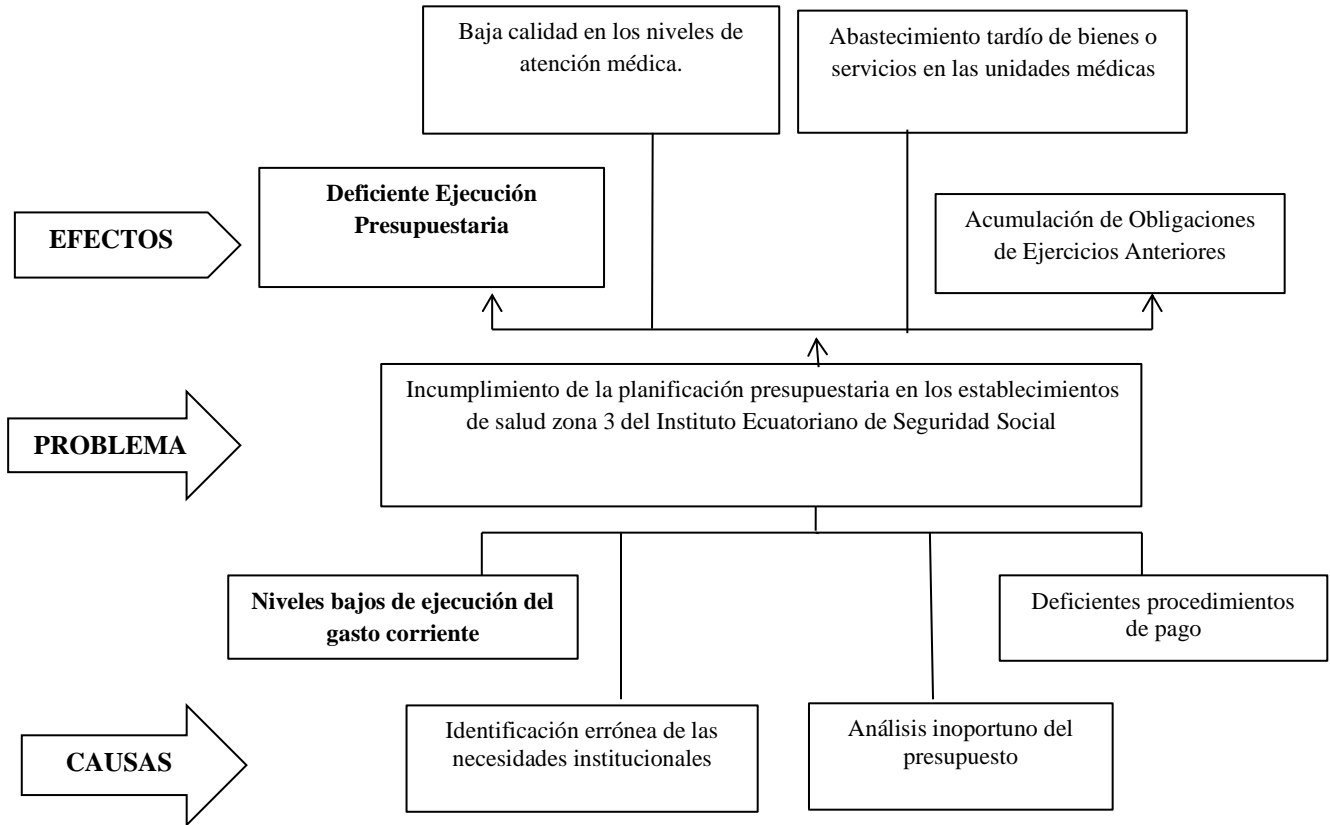 Baja calidad en los niveles de
atención médica.
Abastecimiento tardío de bienes o
servicios en las unidades médicas
EFECTOS
Deficiente Ejecución
Presupuestaria
Acumulación de Obligaciones
de Ejercicios Anteriores
PROBLEMA
Incumplimiento de la planificación presupuestaria en los establecimientos
de salud zona 3 del Instituto Ecuatoriano de Seguridad Social
Niveles bajos de ejecución del
gasto corriente
Deficientes procedimientos
de pago
CAUSAS
Identificación errónea de las
necesidades institucionales
Análisis inoportuno del
presupuesto